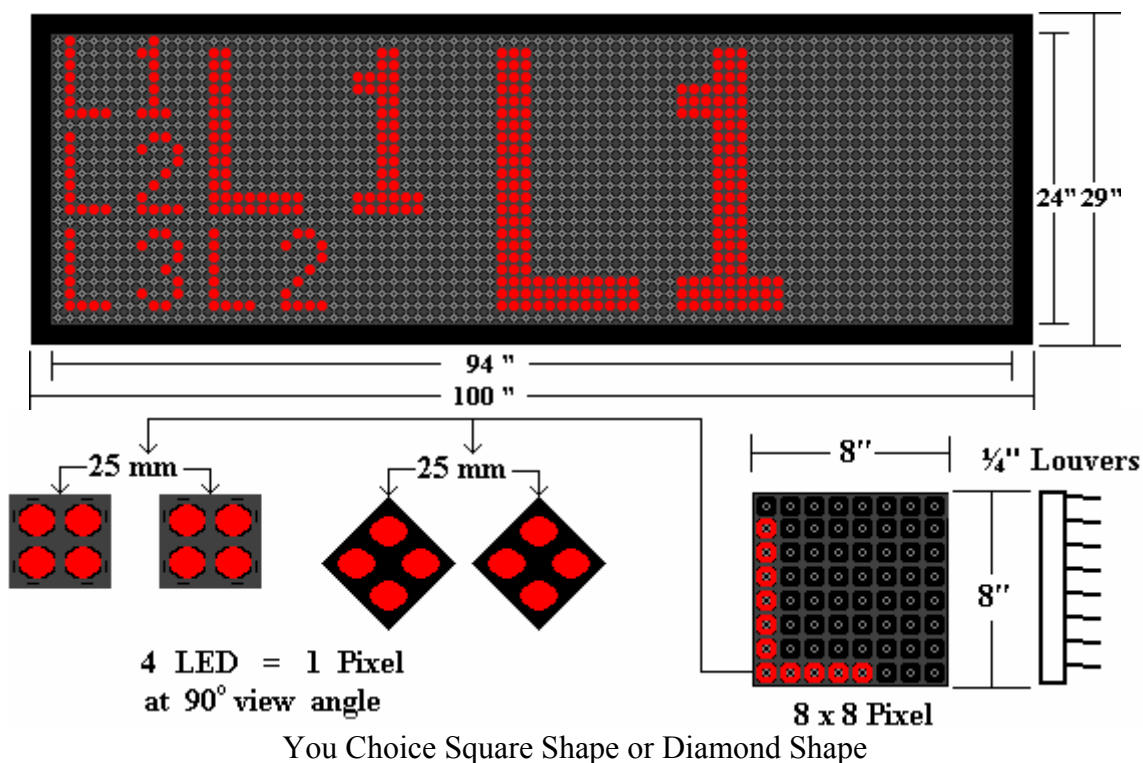 L1 L1 L1
L2
L3 L2
24" 29"
94 "
100 "
25 mm 25 mm 8" ¼" Louvers
8"
4 LED = 1 Pixel
at 90° view angle
8 x 8 Pixel
You Choice Square Shape or Diamond Shape